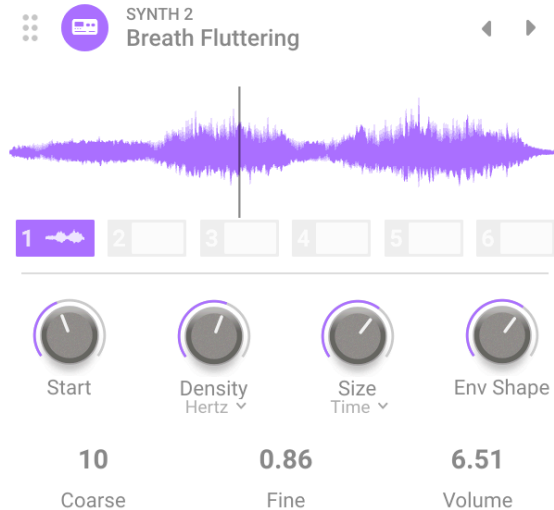 SYNTH 2
Breath Fluttering
1 2 3 4 5 6
Start Density Size Env Shape
Hertz Time
10 0.86 6.51
Coarse Fine Volume